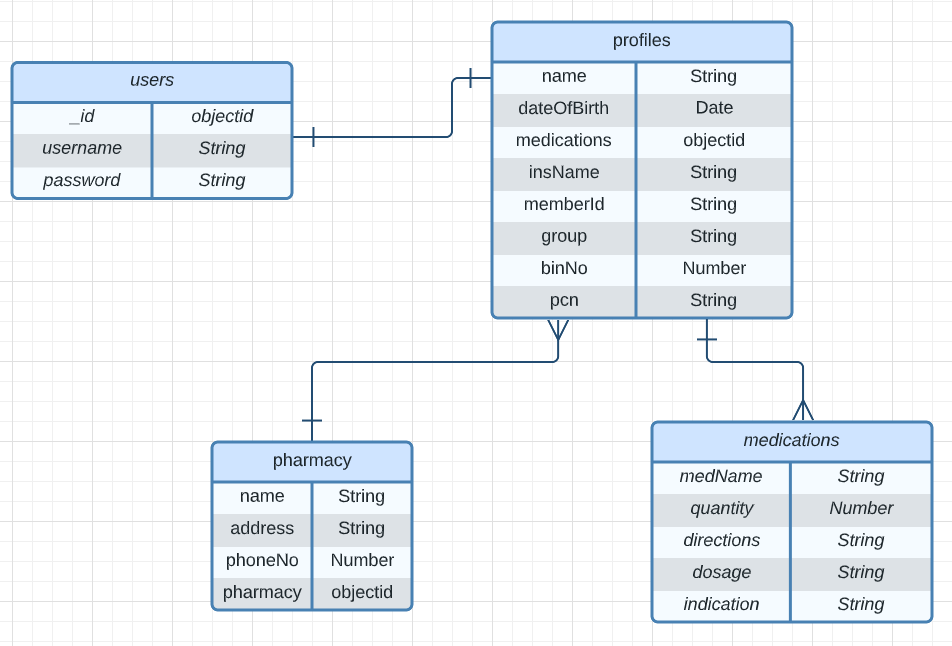 users
_id objectid
username String
password String
profiles
name String
dateOfBirth Date
medications objectid
insName String
memberId String
group String
binNo Number
pcn String
pharmacy
name String
address String
phoneNo Number
pharmacy objectid
medications
medName String
quantity Number
directions String
dosage String
indication String